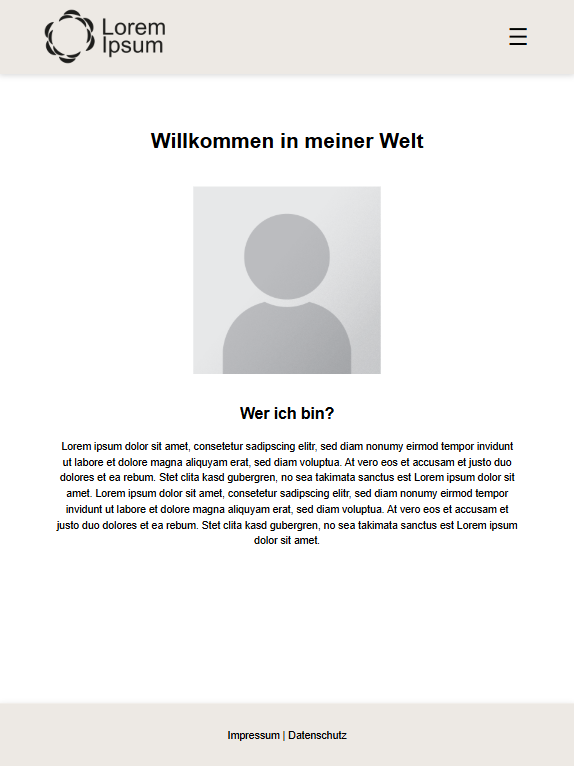 Lorem
Ipsum
Willkommen in meiner Welt
Wer ich bin?
Lorem ipsum dolor sit amet, consetetur sadipscing elitr, sed diam nonumy eirmod tempor invidunt
ut labore et dolore magna aliquyam erat, sed diam voluptua. At vero eos et accusam et justo duo
dolores et ea rebum. Stet clita kasd gubergren, no sea takimata sanctus est Lorem ipsum dolor sit
amet. Lorem ipsum dolor sit amet, consetetur sadipscing elitr, sed diam nonumy eirmod tempor
invidunt ut labore et dolore magna aliquyam erat, sed diam voluptua. At vero eos et accusam et
justo duo dolores et ea rebum. Stet clita kasd gubergren, no sea takimata sanctus est Lorem ipsum
dolor sit amet.
Impressum | Datenschutz